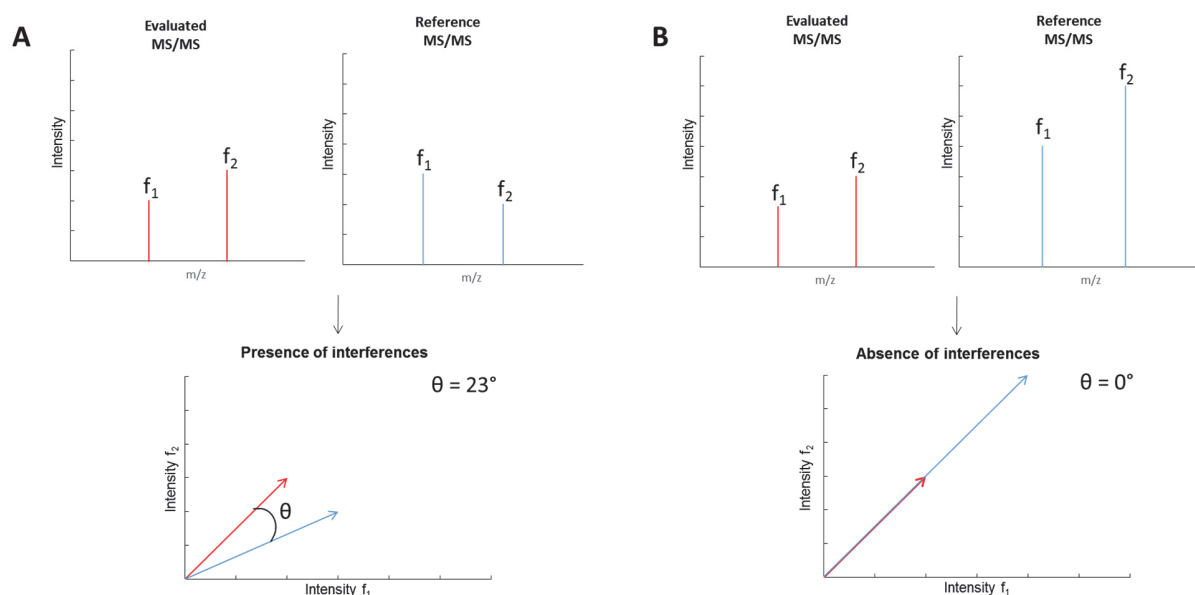 A
Evaluated
MS/MS
Reference
MS/MS
Intensity
f1
f2
m/z
Intensity
f1
f2
m/z
Presence of interferences
θ = 23°
Intensity f2
θ
Intensity f1
B
Evaluated
MS/MS
Reference
MS/MS
Intensity
f1
f2
m/z
Intensity
f1
f2
m/z
Absence of interferences
θ = 0°
Intensity f2
Intensity f1